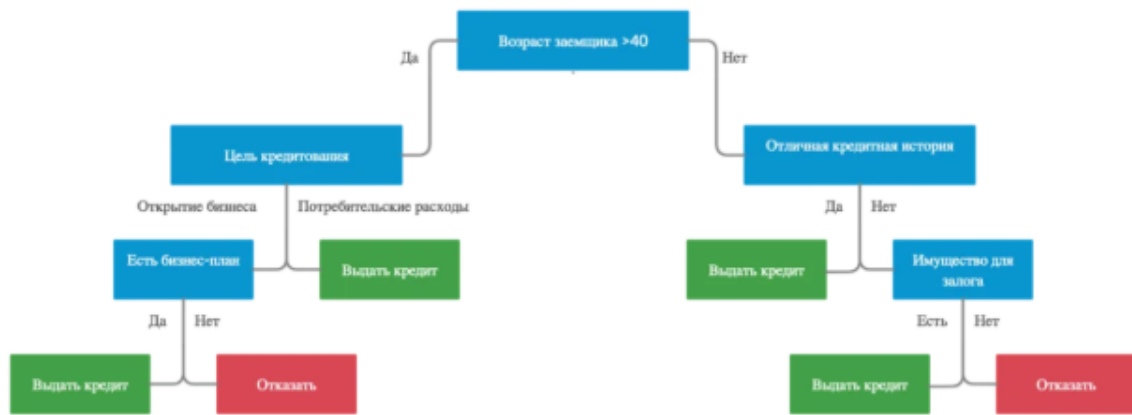 Возраст заемщика >40
Да
Нет
Цель кредитования
Отличная кредитная история
Открытие бизнеса
Потребительские расходы
Да
Нет
Есть бизнес-план
Выдать кредит
Выдать кредит
Имущество для
залога
Да
Нет
Есть
Нет
Выдать кредит
Отказать
Выдать кредит
Отказать